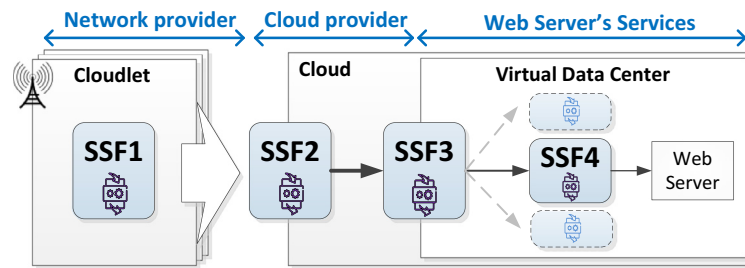 Network provider
Cloud provider
Web Server's Services
Cloudlet
Cloud
Virtual Data Center
SSF1
SSF2
SSF3
SSF4
Web
Server